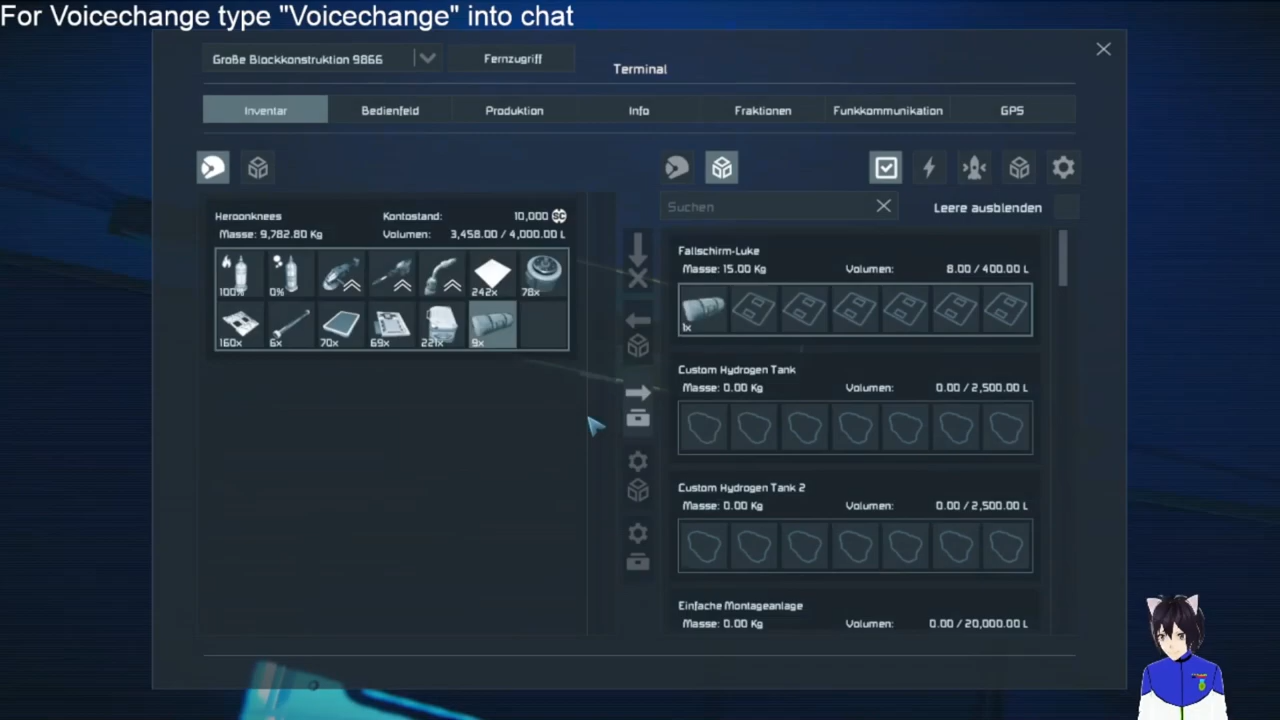 For Voicechange type "Voicechange" into chat
Große Blockkonstruktion 9866
Fernzugriff
Terminal
Inventar
Bedienfeld
Produktion
Info
Fraktionen
Funkkommunikation
GPS
Suchen
Leere ausblenden
Heroonknees
Kontostand: 10,000 SC
Masse: 9,782.80 Kg
Volumen: 3,458.00 / 4,000.00 L
100%
0%
242x
78x
160x
6x
70x
69x
221x
9x
Fallschirm-Luke
Masse: 15.00 Kg
Volumen: 8.00 / 400.00 L
1x
Custom Hydrogen Tank
Masse: 0.00 Kg
Volumen: 0.00 / 2,500.00 L
Custom Hydrogen Tank 2
Masse: 0.00 Kg
Volumen: 0.00 / 2,500.00 L
Einfache Montageanlage
Masse: 0.00 Kg
Volumen: 0.00 / 20,000.00 L